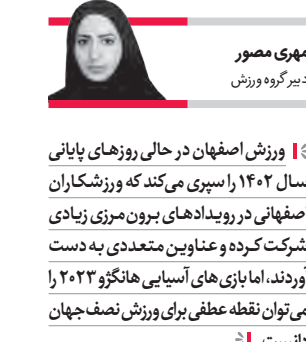 مهری مصور
دبیر گروه ورزش
ورزش اصفهان در حالی روزهای پایانی
سال ۱۴۰۲ را سپری می‌کند که ورزشکاران
اصفهانی در رویدادهای برون‌مرزی زیادی
شرکت کرده و عناوین متعددی به دست
آوردند، اما بازی‌های آسیایی هانگژو ۲۰۲۳ را
می‌توان نقطه عطفی برای ورزش نصف‌جهان
دانست